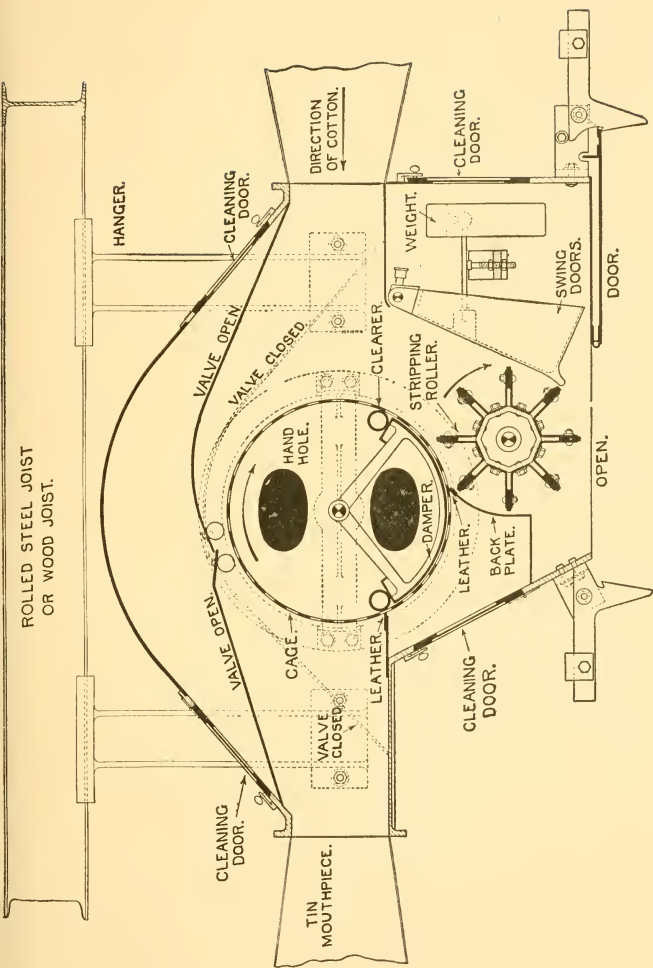 ROLLED STEEL JOIST
OR WOOD JOIST.
HANGER.
CLEANING
DOOR.
DIRECTION
OF COTTON.
CLEANING
DOOR.
VALVE OPEN
VALVE CLOSED
WEIGHT.
SWING
DOORS.
DOOR.
CLEARER
STRIPPING
ROLLER.
HAND
HOLE.
DAMPER.
LEATHER.
BACK
PLATE.
OPEN.
VALVE OPEN.
CAGE.
LEATHER.
CLEANING
DOOR.
VALVE
CLOSED
CLEANING
DOOR.
TIN
MOUTHPIECE.